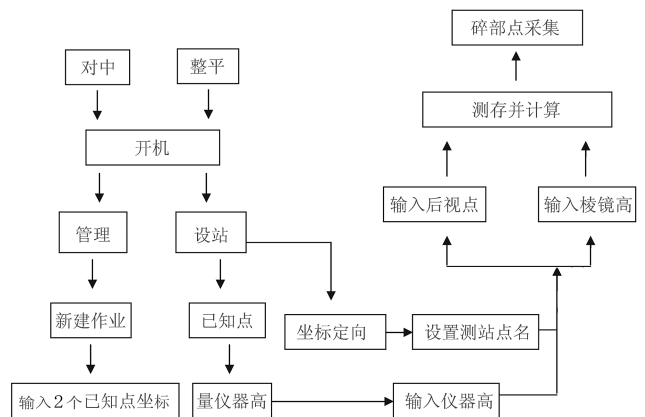 碎部点采集
对中
整平
测存并计算
开机
输入后视点
输入棱镜高
管理
设站
新建作业
已知点
坐标定向
设置测站点名
输入2个已知点坐标
量仪器高
输入仪器高